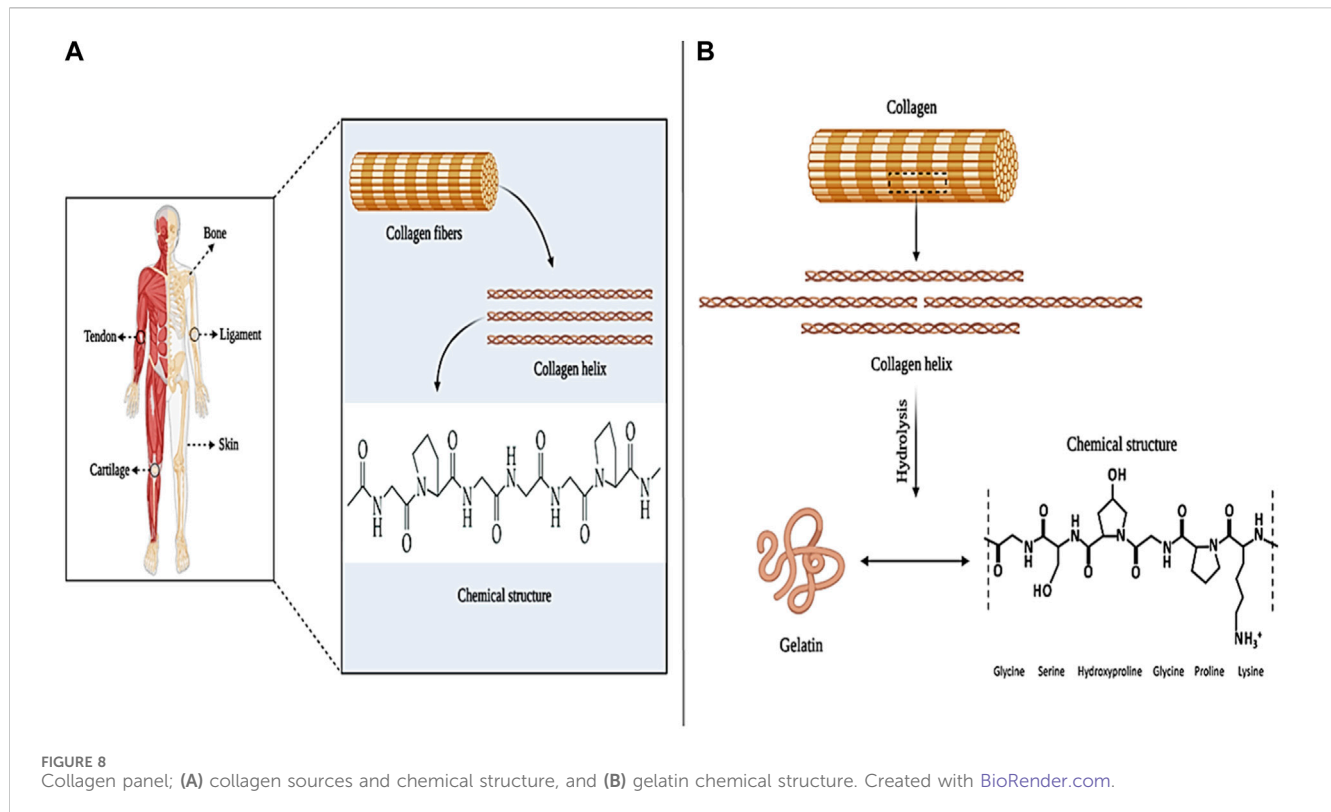 A
Bone
Tendon
Ligament
Skin
Cartilage
Collagen fibers
Collagen helix
O
O
O
H
N
O
O
N
N
N
N
N
N
H
O
H
O
H
O
H
Chemical structure
B
Collagen
Collagen helix
Hydrolysis
Gelatin
Chemical structure
OH
O
H
N
O
O
H
N
O
N
H
HO
O
N
O
N
H
N
NH₃⁺
Glycine Serine Hydroxyproline Glycine Proline Lysine
FIGURE 8
Collagen panel; (A) collagen sources and chemical structure, and (B) gelatin chemical structure. Created with BioRender.com.